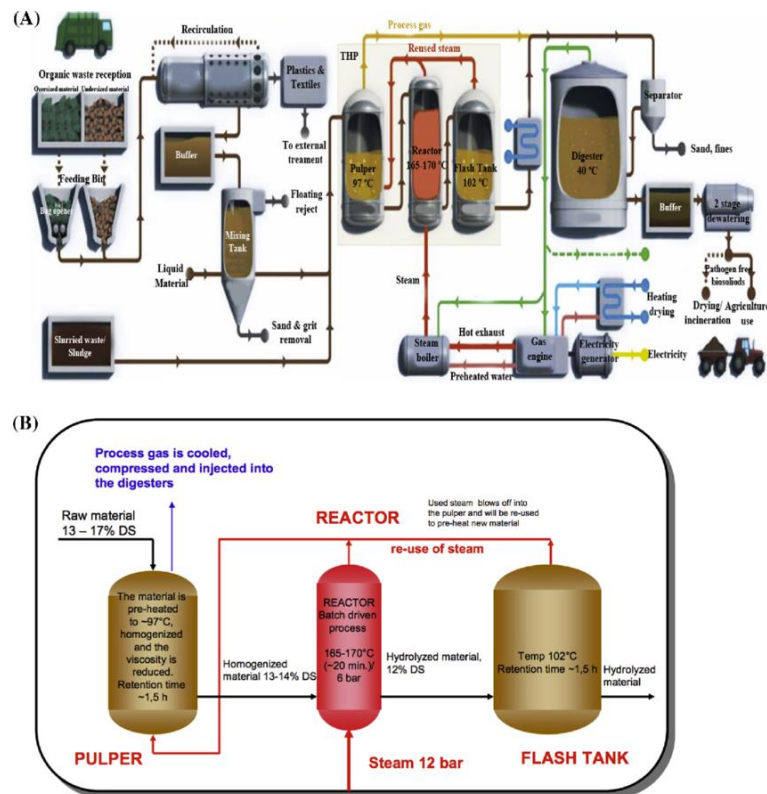 (A)
Organic waste reception
Oversized material
Undersized material
Feeding Bin
Bag opener
Recirculation
Plastics &
Textiles
To external
treament
Buffer
Mixing
Tank
Floating
reject
Liquid
Material
Sand & grit
removal
Slurried waste/
Sludge
Process gas
THP
Reused steam
Pulper
97 °C
Reactor
165-170 °C
Flash Tank
102 °C
Steam
Digester
40 °C
Separator
Sand, fines
Buffer
2 stage
dewatering
Pathogen free
biosoliods
Drying/
incineration
Agriculture
use
Heating
drying
Steam
boiler
Hot exhaust
Preheated water
Gas
engine
Electricity
generator
Electricity
(B)
Process gas is cooled,
compressed and injected into
the digesters
Raw material
13 – 17% DS
REACTOR
Used steam blows off into
the pulper and will be re-used
to pre-heat new material
re-use of steam
The material is
pre-heated
to ~97°C,
homogenized
and the
viscosity is
reduced.
Retention time
~1,5 h
Homogenized
material 13-14% DS
REACTOR
Batch driven
process
165-170°C
(~20 min.)/
6 bar
Hydrolyzed material,
12% DS
Temp 102°C
Retention time ~1,5 h
Hydrolyzed
material
PULPER
Steam 12 bar
FLASH TANK